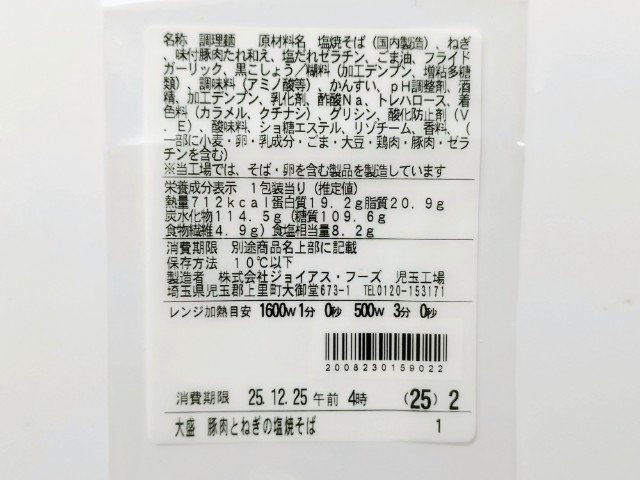 名称 調理麺 原材料名 塩焼そば（国内製造）、ねぎ
、味付豚肉たれ和え、塩だれゼラチン、ごま油、フライド
ガーリック、黒こしょう／糊料（加工デンプン、増粘多糖
類）、調味料（アミノ酸等）、かんすい、ｐＨ調整剤、酒
精、加工デンプン、乳化剤、酢酸Ｎａ、トレハロース、着
色料（カラメル、クチナシ）、グリシン、酸化防止剤（Ｖ
．Ｅ）、酸味料、ショ糖エステル、リゾチーム、香料、（
一部に小麦・卵・乳成分・ごま・大豆・鶏肉・豚肉・ゼラ
チンを含む）
※当工場では、そば・卵を含む製品を製造しています
栄養成分表示 １包装当り（推定値）
熱量７１２ｋｃａｌ蛋白質１９．２ｇ脂質２０．９ｇ
炭水化物１１４．５ｇ（糖質１０９．６ｇ
食物繊維４．９ｇ）食塩相当量８．２ｇ
消費期限 別途商品名上部に記載
保存方法 １０℃以下
製造者 株式会社ジョイアス・フーズ 児玉工場
埼玉県児玉郡上里町大御堂673-1 TEL0120-153171
レンジ加熱目安 1600W 1分 0秒 500W 3分 0秒
2008230159022
消費期限 25.12.25 午前 4時 (25) 2
大盛 豚肉とねぎの塩焼そば 1